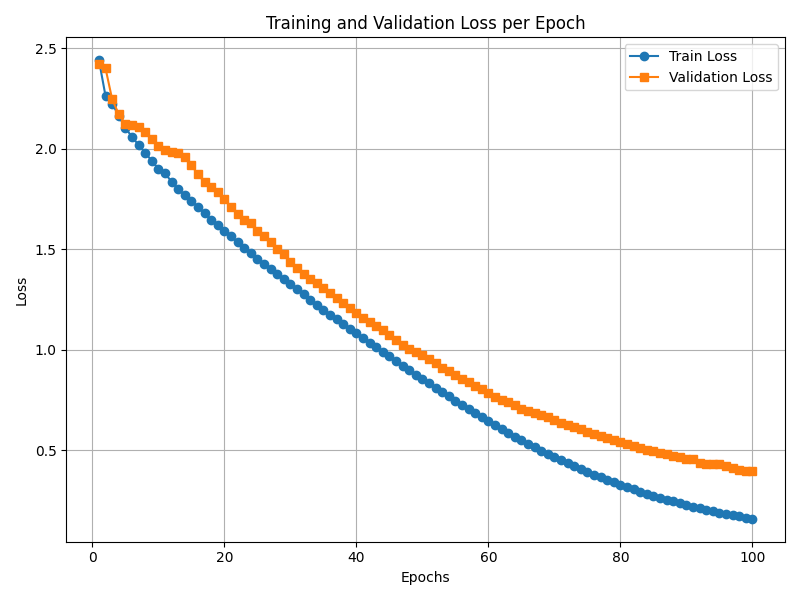 Training and Validation Loss per Epoch
Train Loss
Validation Loss
2.5
2.0
1.5
1.0
0.5
Loss
0 20 40 60 80 100
Epochs